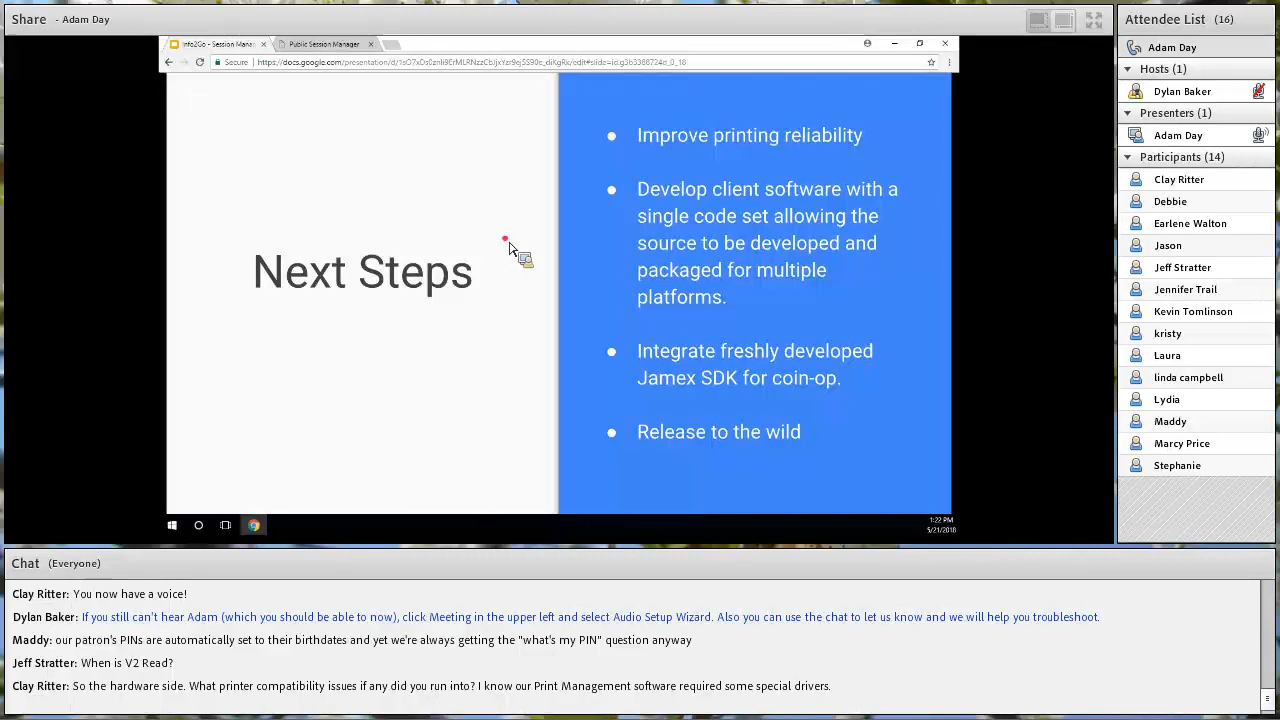 Share - Adam Day
Info2Go - Session Mana
Public Session Manager
Secure
Next Steps
Improve printing reliability
Develop client software with a
single code set allowing the
source to be developed and
packaged for multiple
platforms.
Integrate freshly developed
Jamex SDK for coin-op.
Release to the wild
1:22 PM
5/21/2018
Attendee List (16)
Adam Day
Hosts (1)
Dylan Baker
Presenters (1)
Adam Day
Participants (14)
Clay Ritter
Debbie
Earlene Walton
Jason
Jeff Stratter
Jennifer Trail
Kevin Tomlinson
kristy
Laura
linda campbell
Lydia
Maddy
Marcy Price
Stephanie
Chat (Everyone)
Clay Ritter: You now have a voice!
Dylan Baker: If you still can't hear Adam (which you should be able to now), click Meeting in the upper left and select Audio Setup Wizard. Also you can use the chat to let us know and we will help you troubleshoot.
Maddy: our patron's PINs are automatically set to their birthdates and yet we're always getting the "what's my PIN" question anyway
Jeff Stratter: When is V2 Read?
Clay Ritter: So the hardware side. What printer compatibility issues if any did you run into? I know our Print Management software required some special drivers.